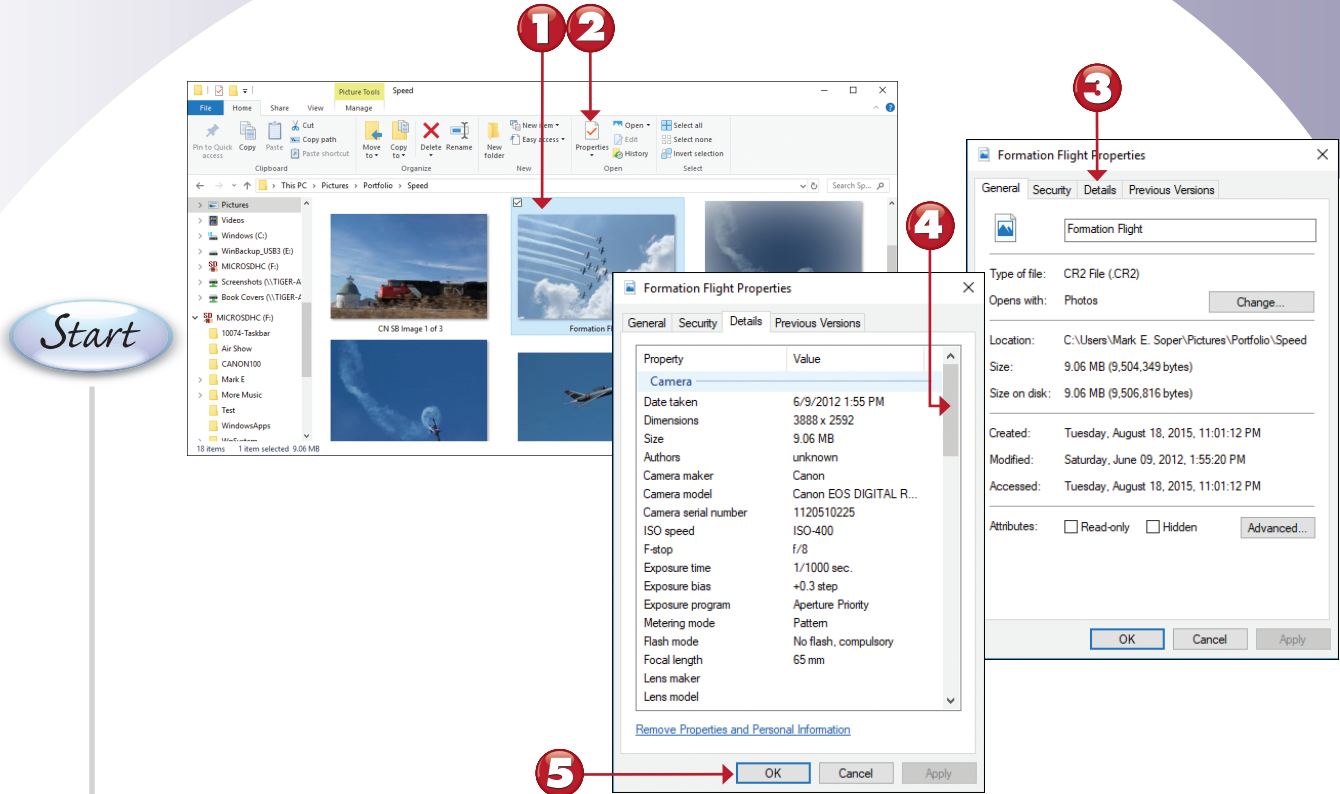 1 2
3
4
5
Start
Picture Tools Speed
File Home Share View Manage
Pin to Quick access
Copy
Paste
Cut
Copy path
Paste shortcut
Clipboard
Move to
Copy to
Delete
Rename
Organize
New folder
New item
Easy access
New
Properties
Open
Edit
History
Open
Select all
Select none
Invert selection
Select
This PC > Pictures > Portfolio > Speed
Search Sp...
Pictures
Videos
Windows (C:)
WinBackup_USB3 (E:)
MICROSDHC (F:)
Screenshots (\\TIGER-A
Book Covers (\\TIGER-A
MICROSDHC (F:)
10074-Taskbar
Air Show
CANON100
Mark E
More Music
Test
WindowsApps
CN SB Image 1 of 3
Formation Fl
18 items 1 item selected 9.06 MB
Formation Flight Properties
General Security Details Previous Versions
Formation Flight
Type of file: CR2 File (.CR2)
Opens with: Photos Change...
Location: C:\Users\Mark E. Soper\Pictures\Portfolio\Speed
Size: 9.06 MB (9,504,349 bytes)
Size on disk: 9.06 MB (9,506,816 bytes)
Created: Tuesday, August 18, 2015, 11:01:12 PM
Modified: Saturday, June 09, 2012, 1:55:20 PM
Accessed: Tuesday, August 18, 2015, 11:01:12 PM
Attributes: Read-only Hidden Advanced...
OK Cancel Apply
Formation Flight Properties
General Security Details Previous Versions
Property Value
Camera
Date taken 6/9/2012 1:55 PM
Dimensions 3888 x 2592
Size 9.06 MB
Authors unknown
Camera maker Canon
Camera model Canon EOS DIGITAL R...
Camera serial number 1120510225
ISO speed ISO-400
F-stop f/8
Exposure time 1/1000 sec.
Exposure bias +0.3 step
Exposure program Aperture Priority
Metering mode Pattern
Flash mode No flash, compulsory
Focal length 65 mm
Lens maker
Lens model
Remove Properties and Personal Information
OK Cancel Apply